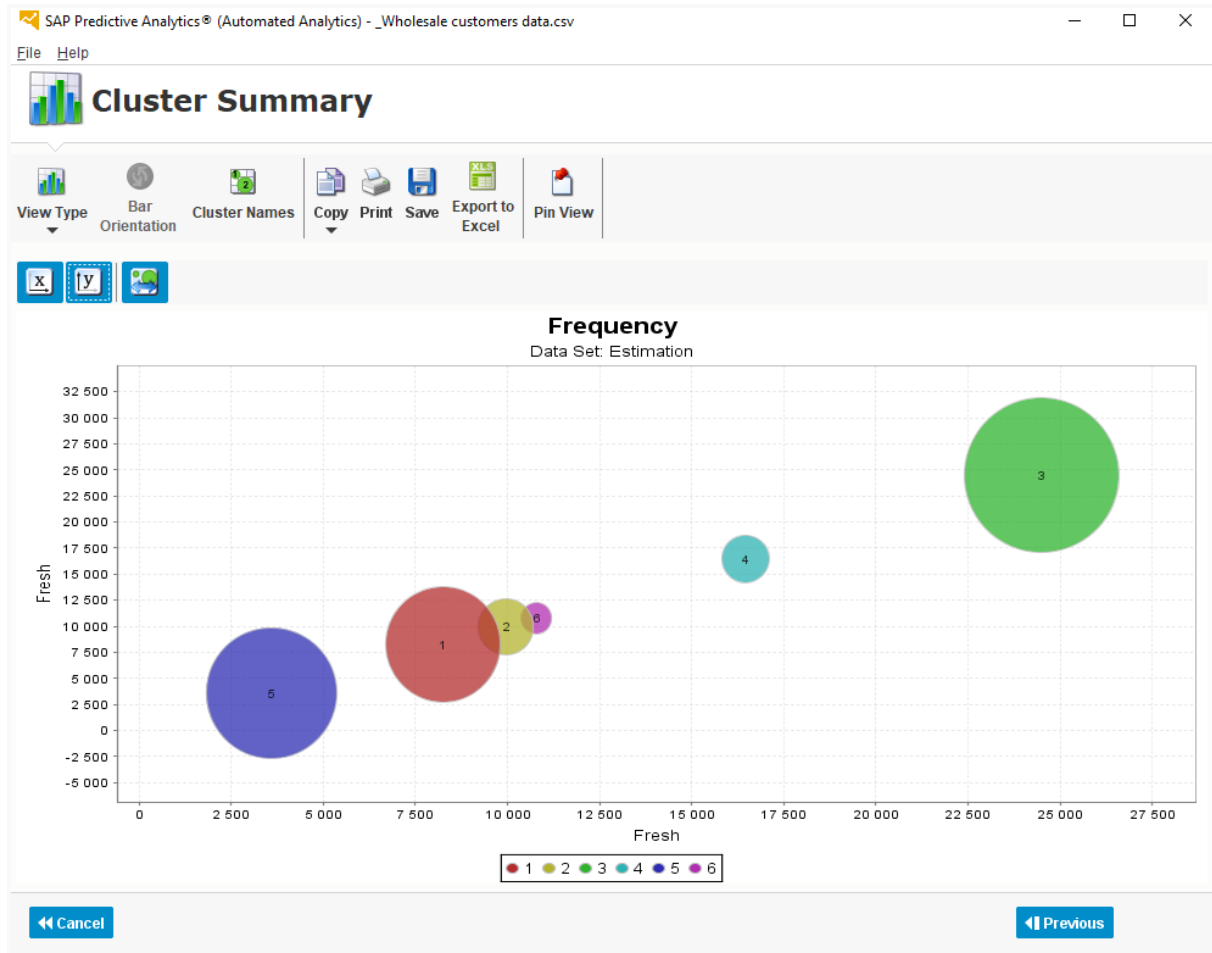 SAP Predictive Analytics® (Automated Analytics) - _Wholesale customers data.csv
File Help
Cluster Summary
View Type
Bar Orientation
1 2
Cluster Names
Copy
Print
Save
XLS
Export to Excel
Pin View
x y
Frequency
Data Set: Estimation
32 500
30 000
27 500
25 000
22 500
20 000
17 500
15 000
12 500
10 000
7 500
5 000
2 500
0
-2 500
-5 000
Fresh
3
4
6
2
1
5
0 2 500 5 000 7 500 10 000 12 500 15 000 17 500 20 000 22 500 25 000 27 500
Fresh
1 2 3 4 5 6
Cancel
Previous